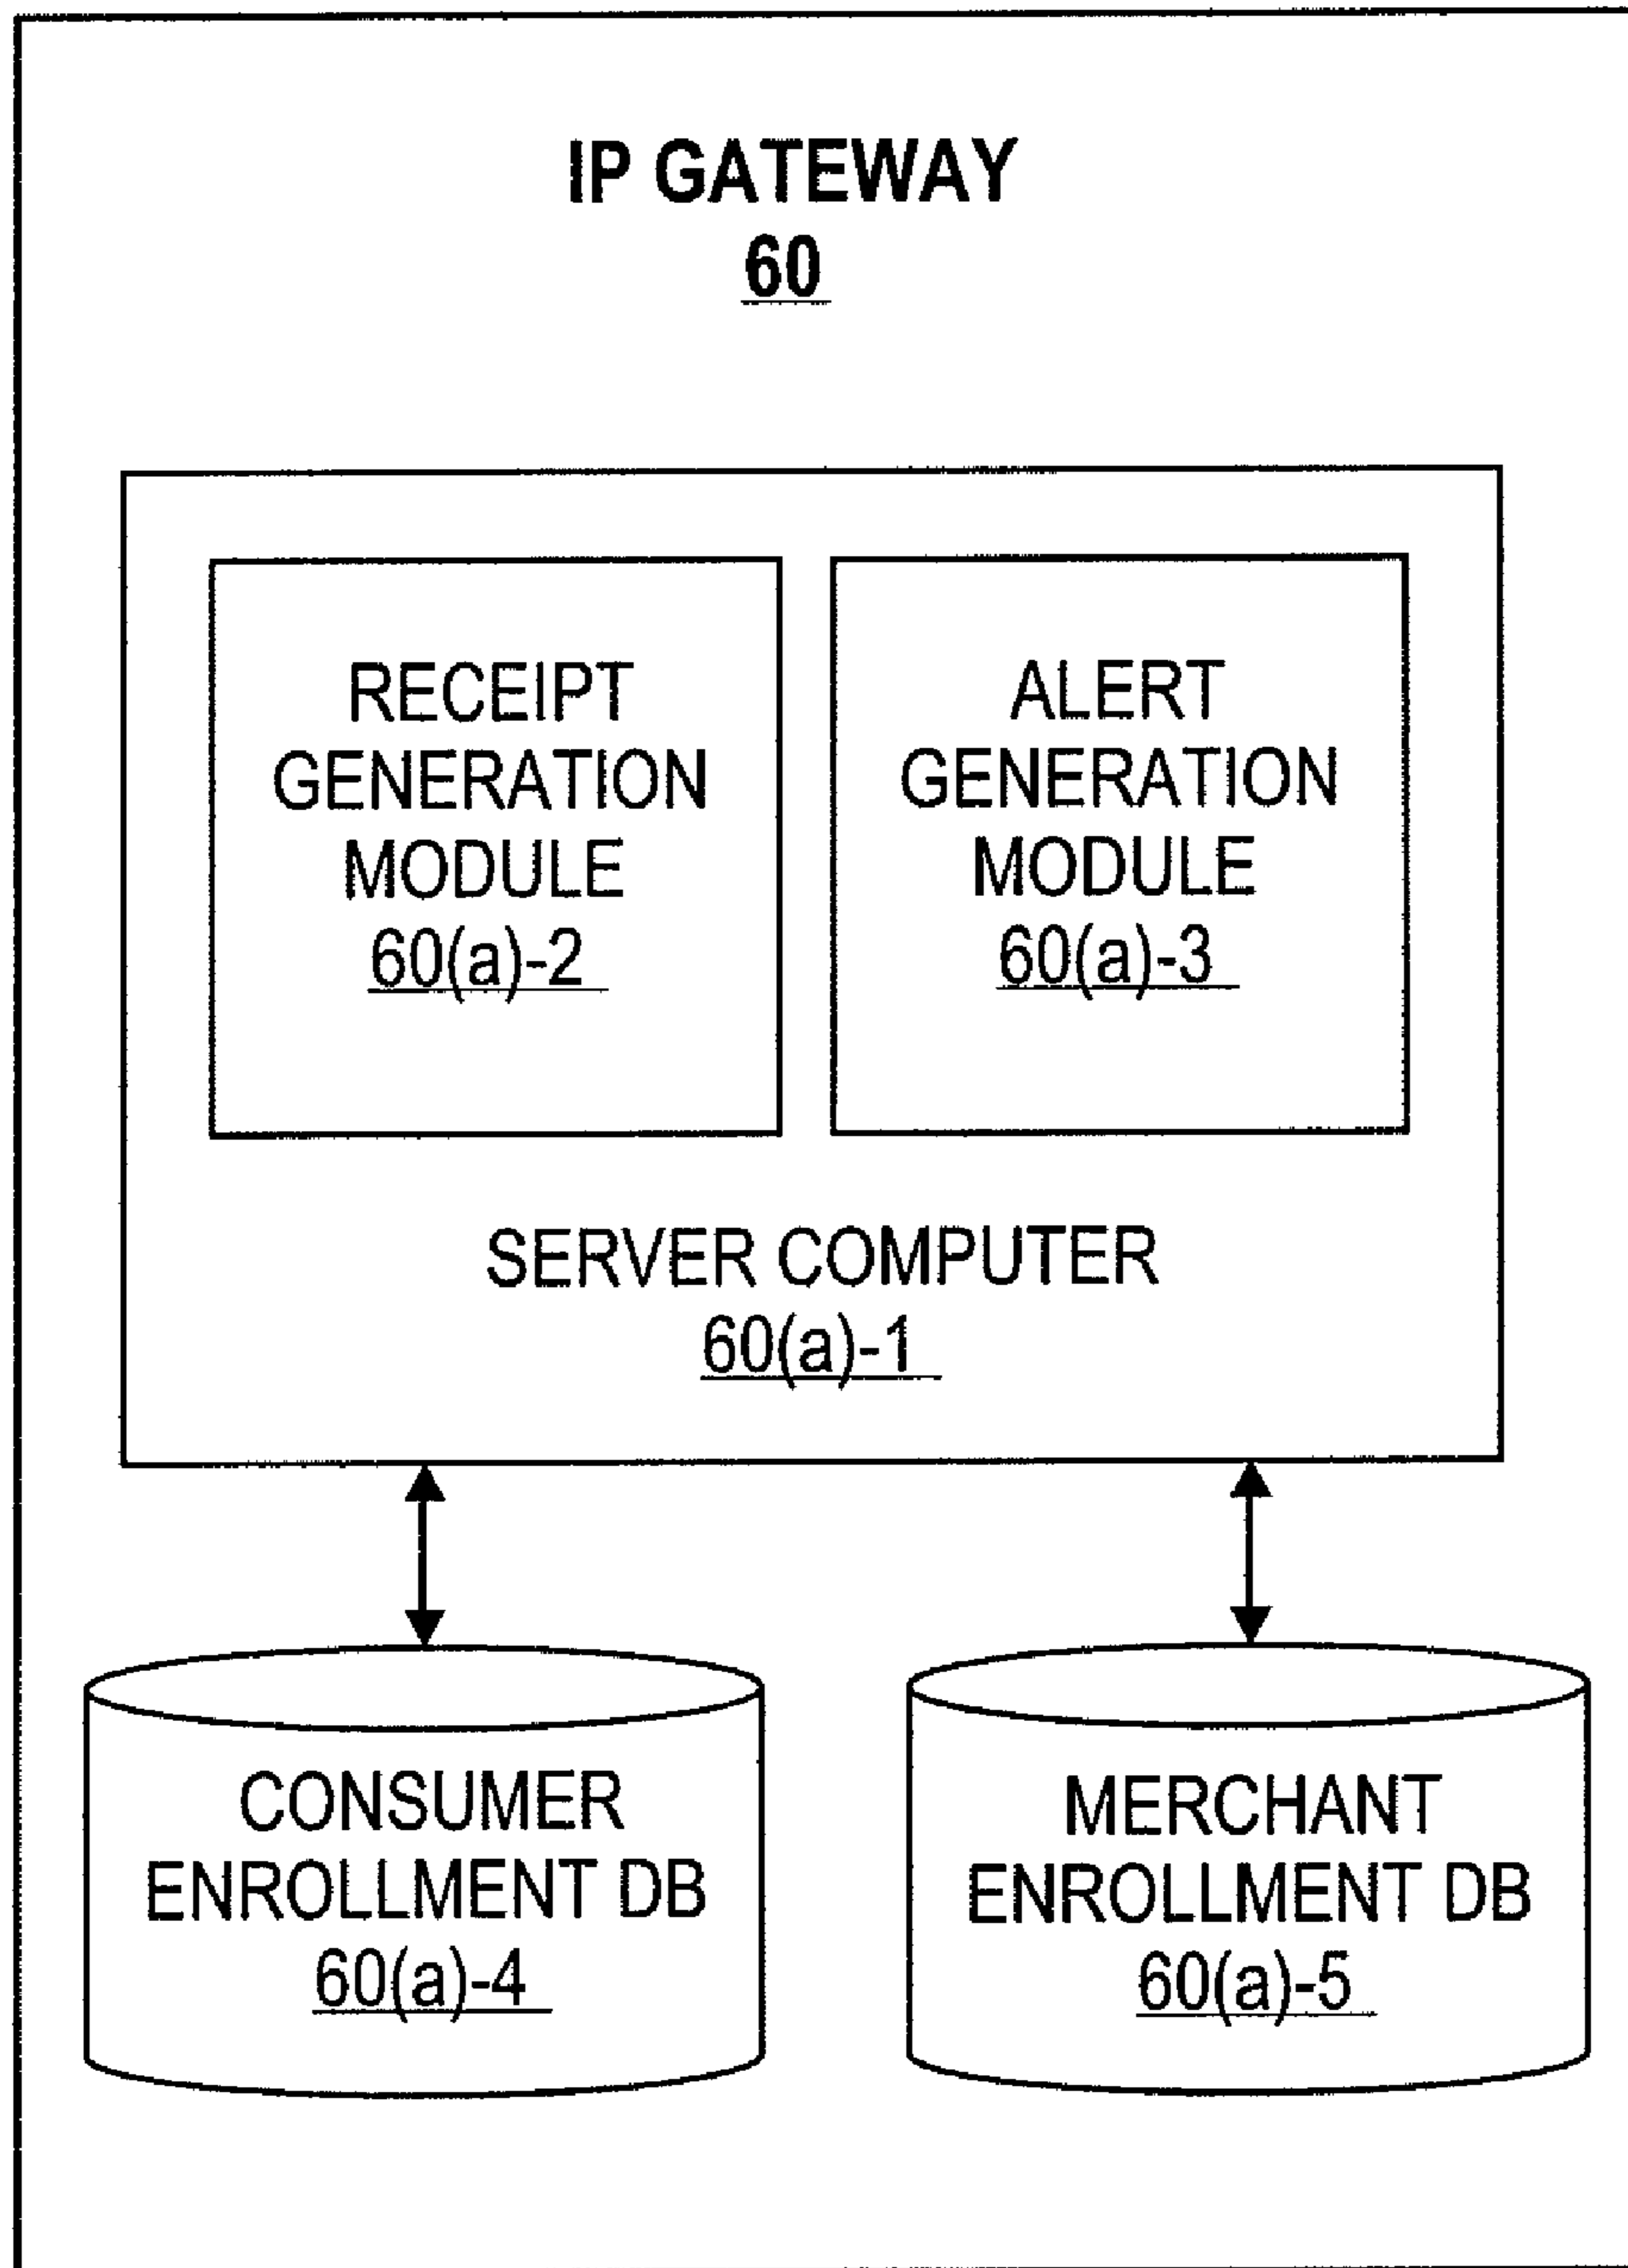 IP GATEWAY
60
RECEIPT
GENERATION
MODULE
60(a)-2
ALERT
GENERATION
MODULE
60(a)-3
SERVER COMPUTER
60(a)-1
CONSUMER
ENROLLMENT DB
60(a)-4
MERCHANT
ENROLLMENT DB
60(a)-5